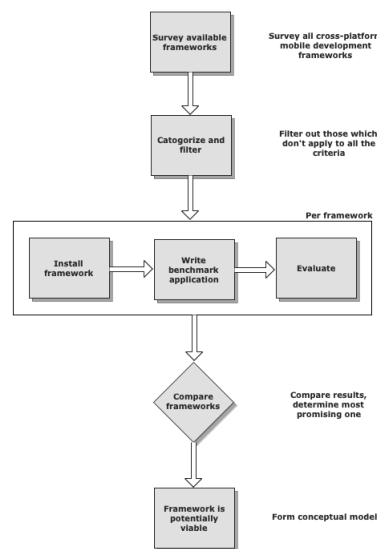 Survey available
frameworks
Survey all cross-platform
mobile development
frameworks
Catogorize and
filter
Filter out those which
don't apply to all the
criteria
Per framework
Install
framework
Write
benchmark
application
Evaluate
Compare
frameworks
Compare results,
determine most
promising one
Framework is
potentially
viable
Form conceptual model